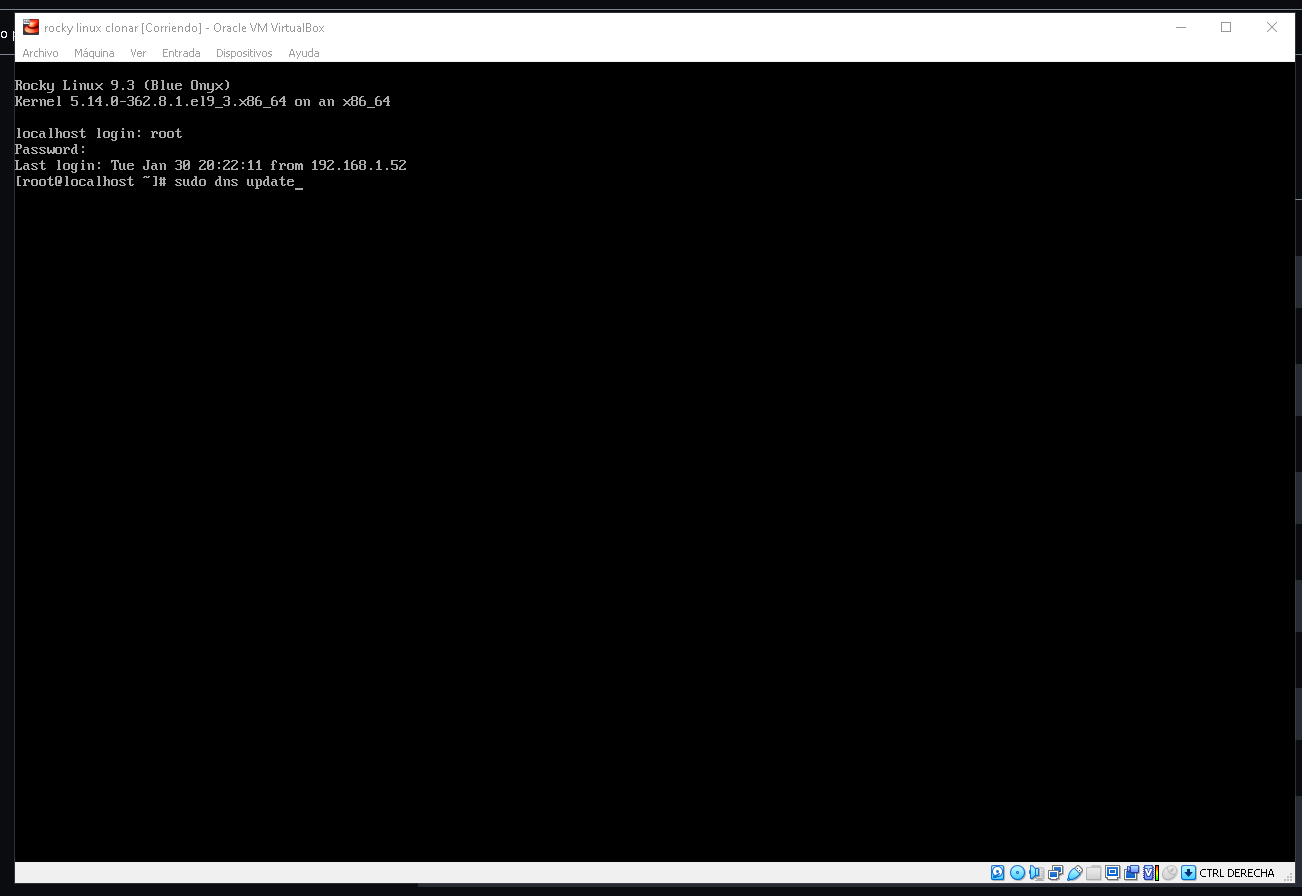 rocky linux clonar [Corriendo] - Oracle VM VirtualBox
Archivo Máquina Ver Entrada Dispositivos Ayuda
Rocky Linux 9.3 (Blue Onyx)
Kernel 5.14.0-362.8.1.el9_3.x86_64 on an x86_64
localhost login: root
Password:
Last login: Tue Jan 30 20:22:11 from 192.168.1.52
[root@localhost ~]# sudo dns update_
CTRL DERECHA